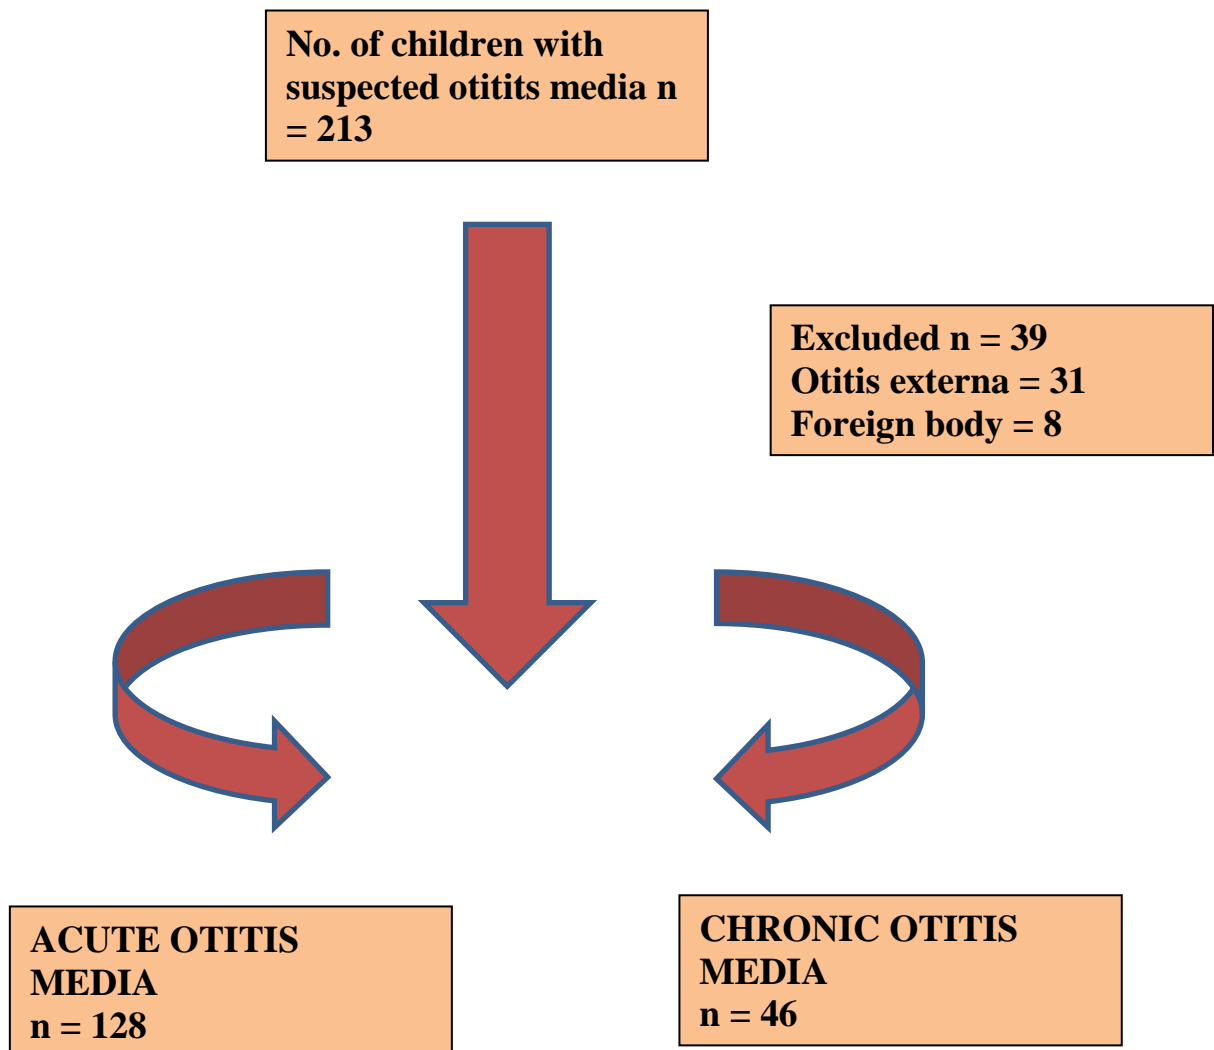 No. of children with
suspected otitits media n
= 213
Excluded n = 39
Otitis externa = 31
Foreign body = 8
ACUTE OTITIS
MEDIA
n = 128
CHRONIC OTITIS
MEDIA
n = 46